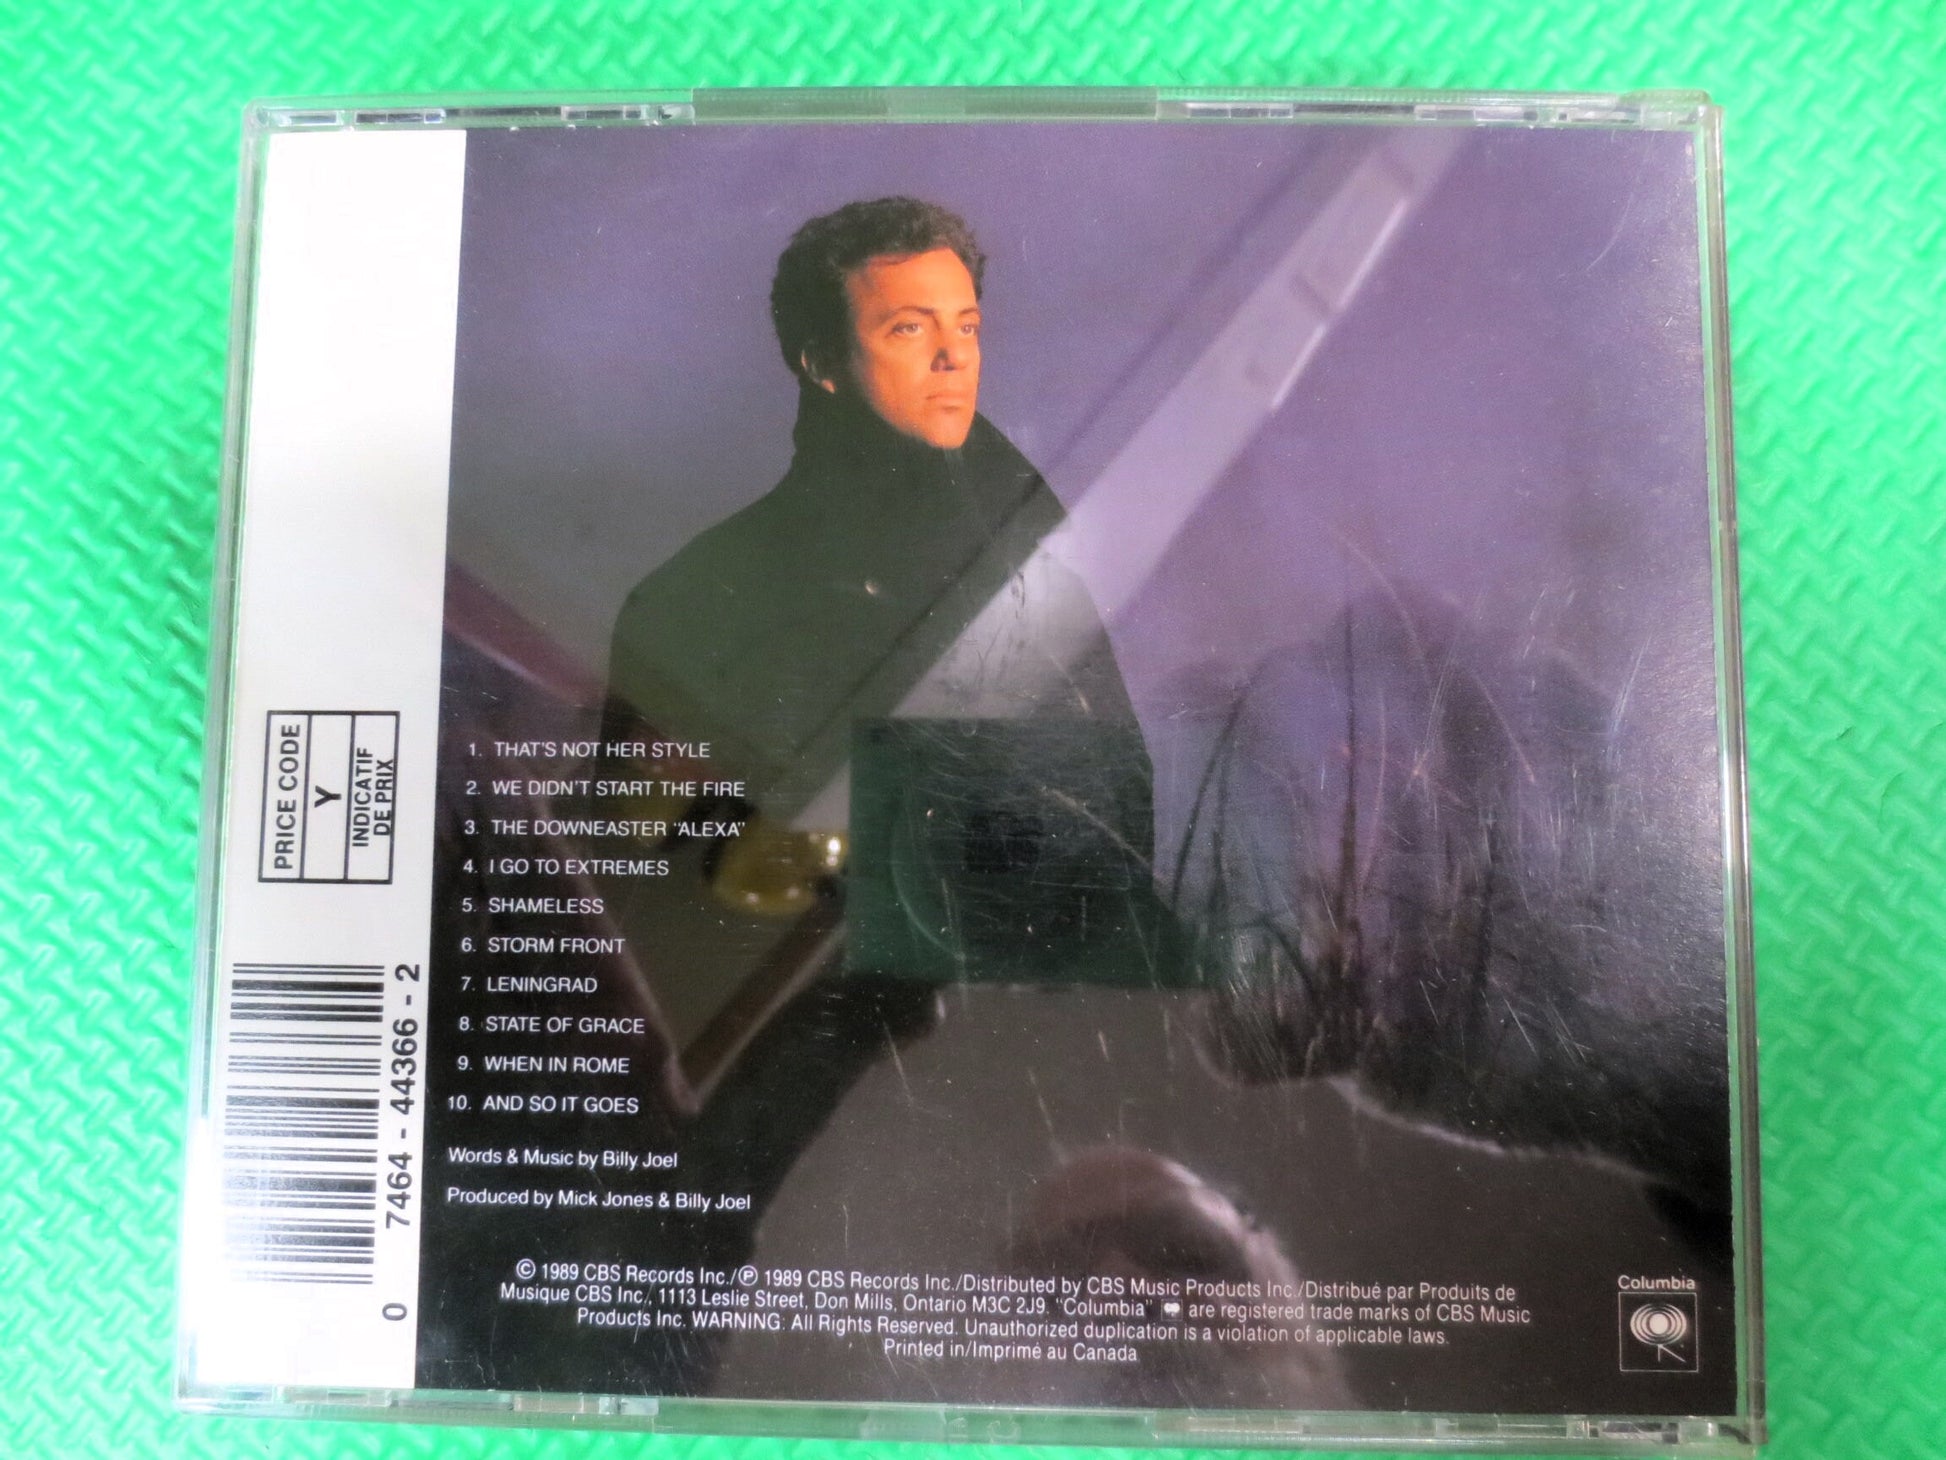 PRICE CODE
Y
INDICATIF
DE PRIX
0 7464-44366-2
1. THAT'S NOT HER STYLE
2. WE DIDN'T START THE FIRE
3. THE DOWNEASTER "ALEXA"
4. I GO TO EXTREMES
5. SHAMELESS
6. STORM FRONT
7. LENINGRAD
8. STATE OF GRACE
9. WHEN IN ROME
10. AND SO IT GOES
Words & Music by Billy Joel
Produced by Mick Jones & Billy Joel
© 1989 CBS Records Inc./℗ 1989 CBS Records Inc./Distributed by CBS Music Products Inc./Distribué par Produits de
Musique CBS Inc., 1113 Leslie Street, Don Mills, Ontario M3C 2J9. "Columbia" are registered trade marks of CBS Music
Products Inc. WARNING: All Rights Reserved. Unauthorized duplication is a violation of applicable laws.
Printed in/Imprimé au Canada
Columbia